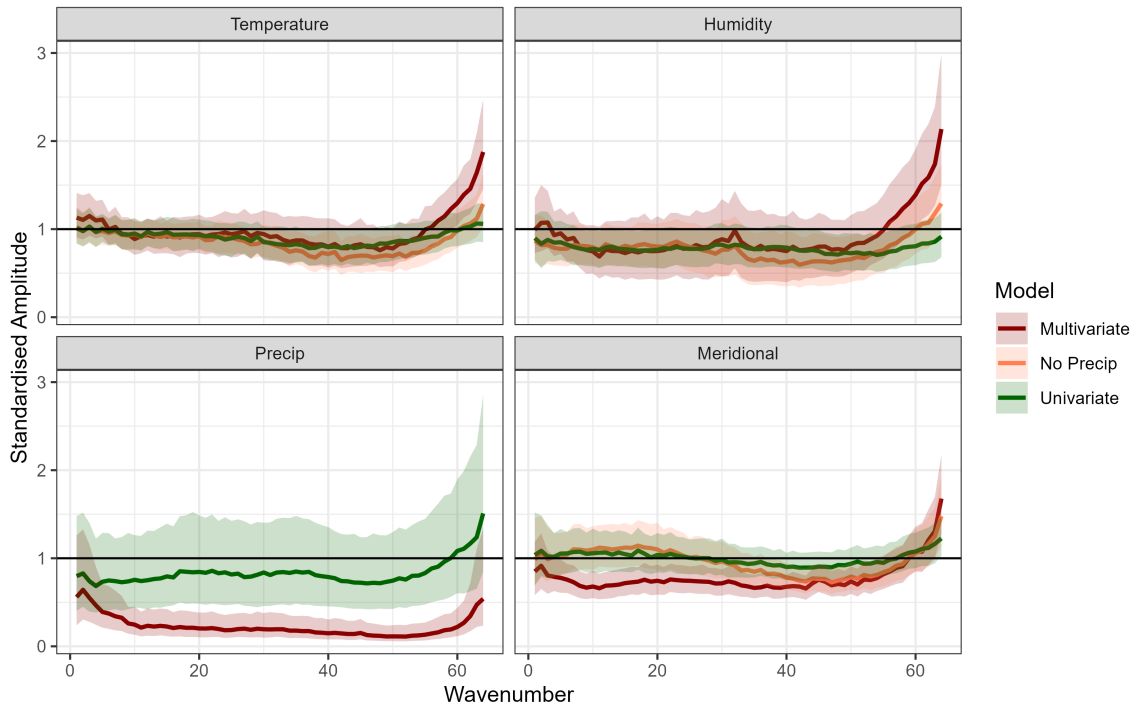 Temperature
Humidity
3
2
1
0
Precip
Meridional
3
2
1
0
0 20 40 60
0 20 40 60
Wavenumber
Standardised Amplitude
Model
Multivariate
No Precip
Univariate